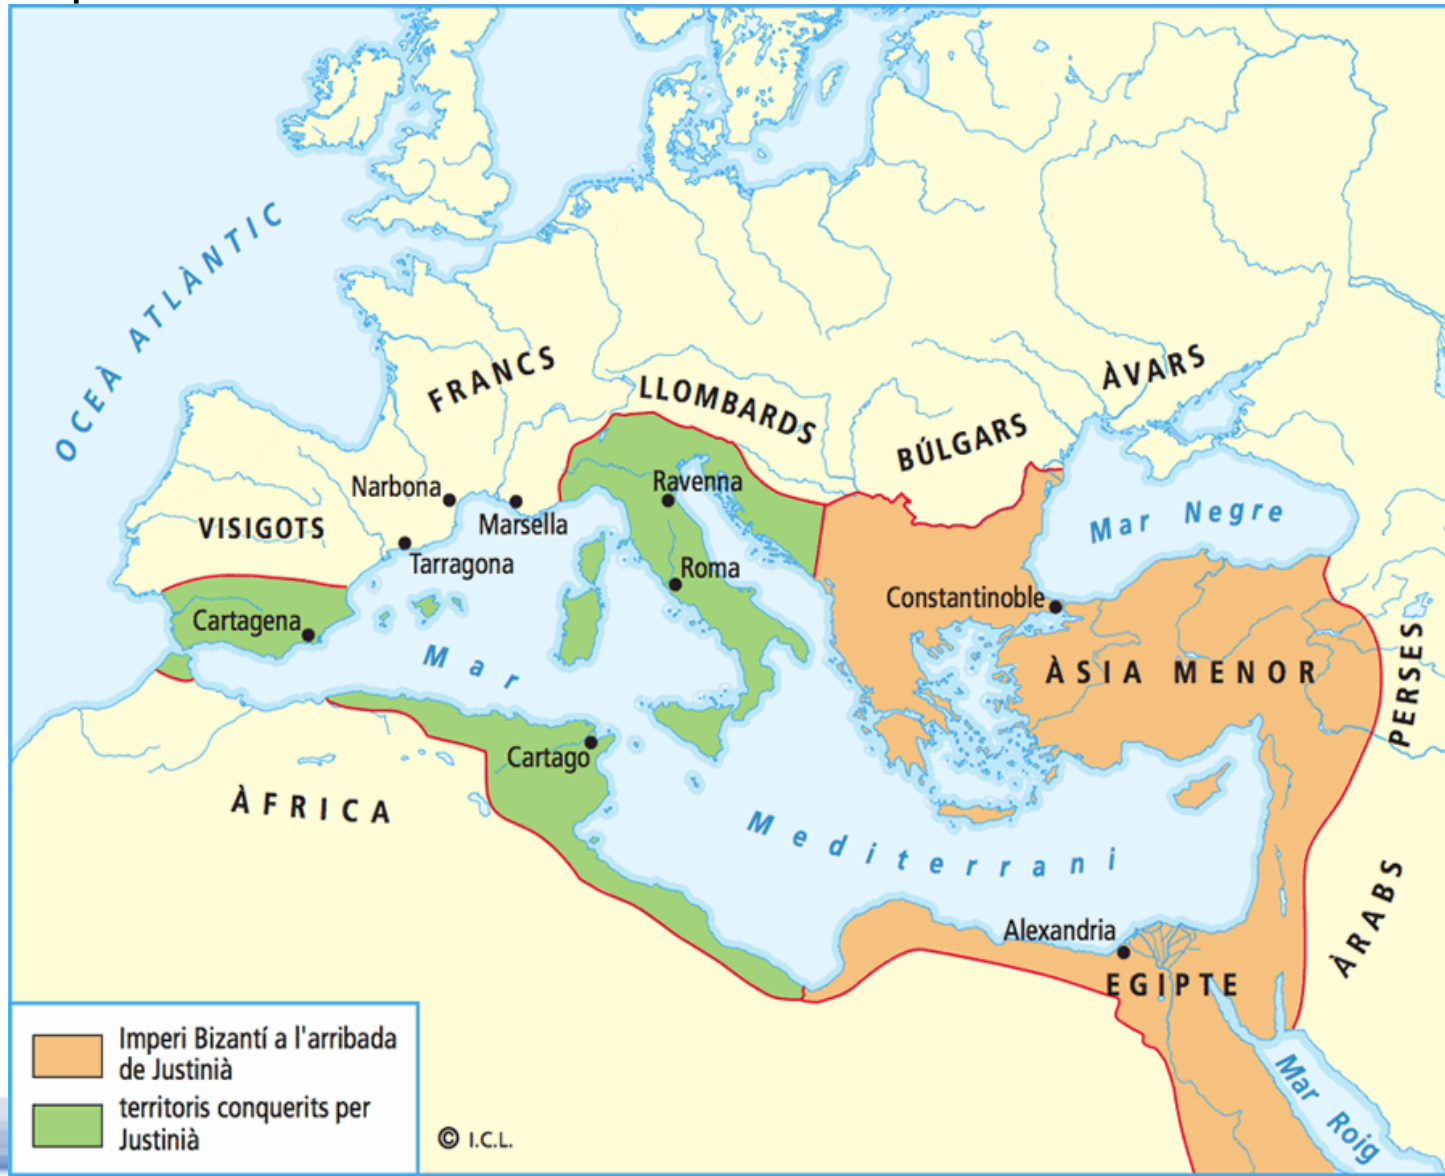 OCEÀ ATLÀNTIC
FRANCS
LLOMBARDS
ÀVARS
BÚLGARS
Narbona
Ravenna
Marsella
Mar Negre
VISIGOTS
Tarragona
Roma
Constantinoble
Cartagena
Mar
ÀSIA MENOR
PERSES
Cartago
ÀFRICA
Mediterrani
Alexandria
ÀRABS
EGIPTE
Mar Roig
Imperi Bizantí a l'arribada
de Justinià
territoris conquerits per
Justinià
© I.C.L.